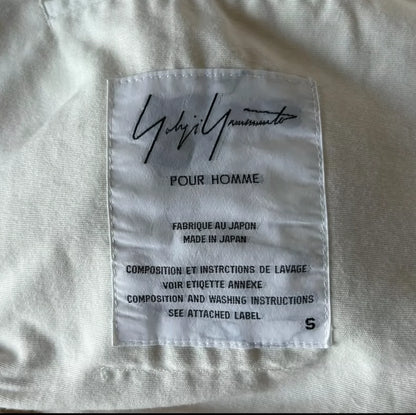 Yohji Yamamoto
POUR HOMME
FABRIQUE AU JAPON
MADE IN JAPAN
COMPOSITION ET INSTRCTIONS DE LAVAGE
VOIR ETIQETTE ANNEXE
COMPOSITION AND WASHING INSTRUCTIONS
SEE ATTACHED LABEL
S